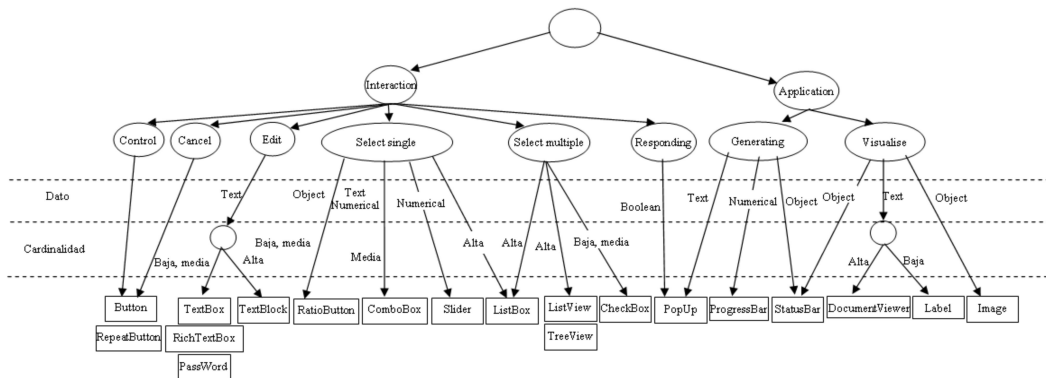 Interaction
Application
Control
Cancel
Edit
Select single
Select multiple
Responding
Generating
Visualise
Dato
Text
Object
Text
Numerical
Numerical
Boolean
Text
Numerical
Object
Object
Text
Object
Cardinalidad
Baja, media
Alta
Baja, media
Media
Alta
Alta
Alta
Baja, media
Alta
Baja
Button
TextBox
TextBlock
RatioButton
ComboBox
Slider
ListBox
ListView
CheckBox
PopUp
ProgressBar
StatusBar
DocumentViewer
Label
Image
RepeatButton
RichTextBox
TreeView
PassWord